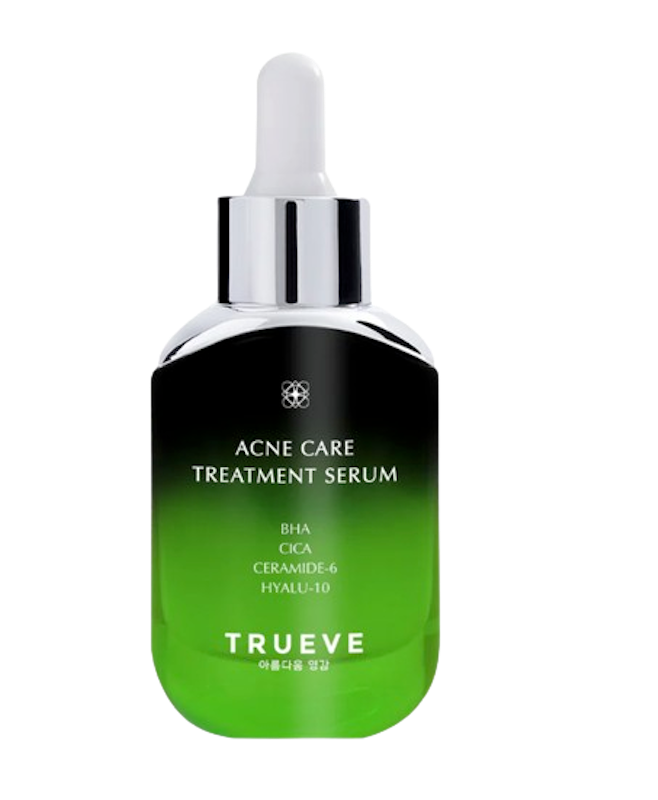 ACNE CARE
TREATMENT SERUM
BHA
CICA
CERAMIDE-6
HYALU-10
TRUEVE
아름다움 영감